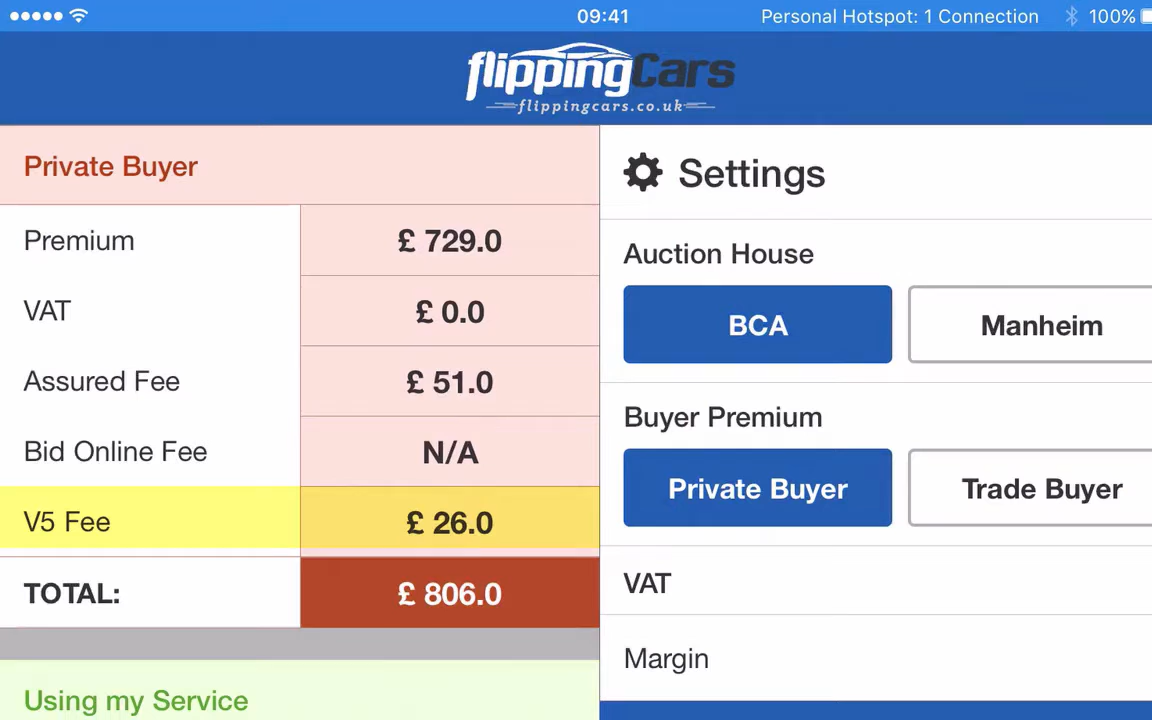 09:41 Personal Hotspot: 1 Connection 100%
flippingCars
flippingcars.co.uk
Private Buyer
Premium £ 729.0
VAT £ 0.0
Assured Fee £ 51.0
Bid Online Fee N/A
V5 Fee £ 26.0
TOTAL: £ 806.0
Using my Service
Settings
Auction House
BCA Manheim
Buyer Premium
Private Buyer Trade Buyer
VAT
Margin